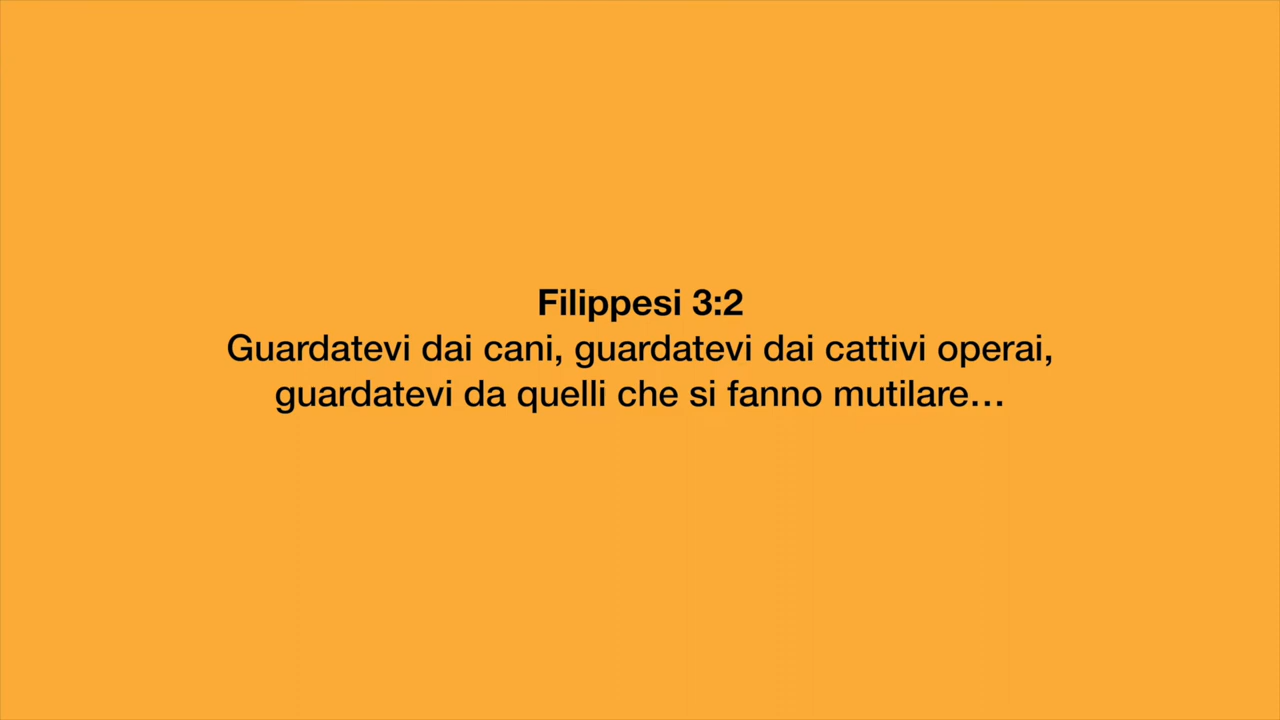 Filippesi 3:2
Guardatevi dai cani, guardatevi dai cattivi operai,
guardatevi da quelli che si fanno mutilare…